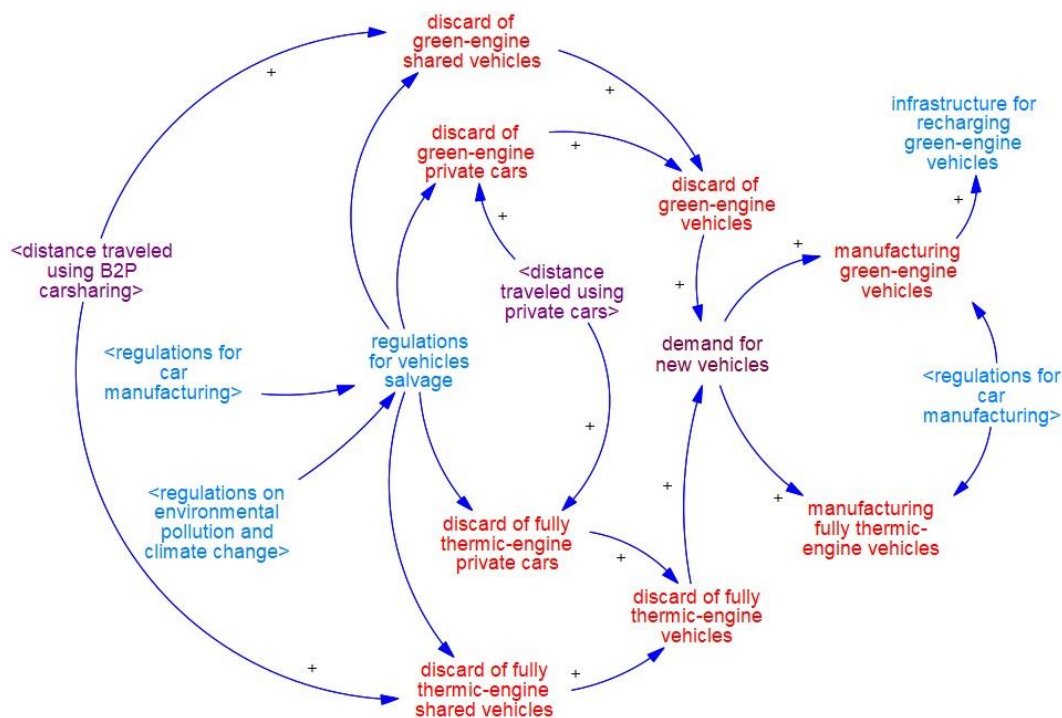 discard of
green-engine
shared vehicles
+
+
infrastructure for
recharging
green-engine
vehicles
discard of
green-engine
private cars
+
discard of
green-engine
vehicles
+
+
<distance traveled
using B2P
carsharing>
<distance
traveled using
private cars>
+
manufacturing
green-engine
vehicles
+
<regulations for
car
manufacturing>
regulations
for vehicles
salvage
demand for
new vehicles
<regulations for
car
manufacturing>
+
<regulations on
environmental
pollution and
climate change>
+
+
discard of fully
thermic-engine
private cars
manufacturing
fully thermic-
engine vehicles
+
discard of fully
thermic-engine
vehicles
+
discard of fully
thermic-engine
shared vehicles
+